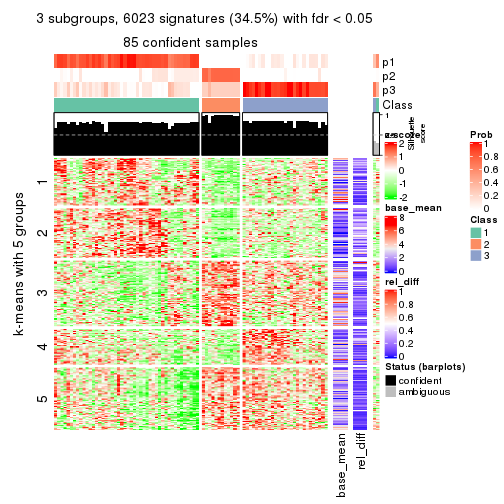 3 subgroups, 6023 signatures (34.5%) with fdr < 0.05
85 confident samples
p1
p2
p3
Class
1
Silhouette
score
k-means with 5 groups
1
2
3
4
5
base_mean
rel_diff
z-score
2
1
0
-1
-2
base_mean
8
6
4
2
0
rel_diff
1
0.8
0.6
0.4
0.2
0
Status (barplots)
confident
ambiguous
Prob
1
0.8
0.6
0.4
0.2
0
Class
1
2
3